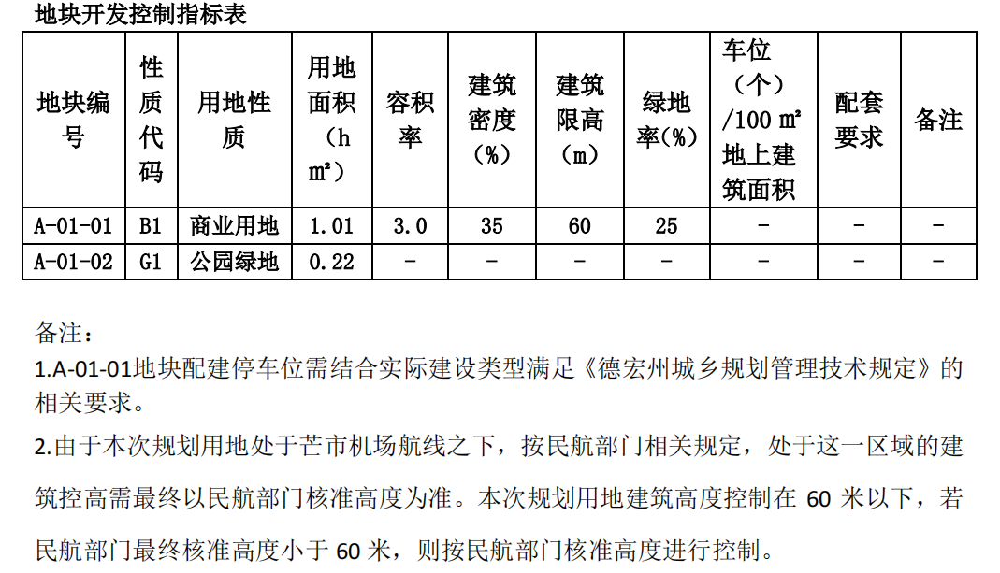 地块开发控制指标表
地块编号 性质代码 用地性质 用地面积（hm²） 容积率 建筑密度（%） 建筑限高（m） 绿地率(%) 车位（个）/100 m²地上建筑面积 配套要求 备注
A-01-01 B1 商业用地 1.01 3.0 35 60 25 - - -
A-01-02 G1 公园绿地 0.22 - - - - - - -
备注：
1.A-01-01地块配建停车位需结合实际建设类型满足《德宏州城乡规划管理技术规定》的
相关要求。
2.由于本次规划用地处于芒市机场航线之下，按民航部门相关规定，处于这一区域的建
筑控高需最终以民航部门核准高度为准。本次规划用地建筑高度控制在 60 米以下，若
民航部门最终核准高度小于 60 米，则按民航部门核准高度进行控制。